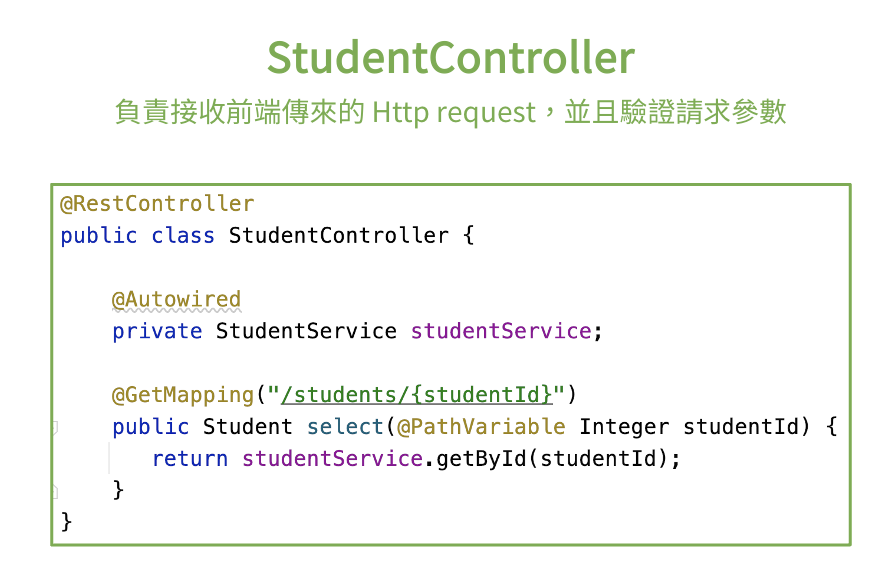 StudentController
負責接收前端傳來的 Http request，並且驗證請求參數
@RestController
public class StudentController {
@Autowired
private StudentService studentService;
@GetMapping("/students/{studentId}")
public Student select(@PathVariable Integer studentId) {
return studentService.getById(studentId);
}
}